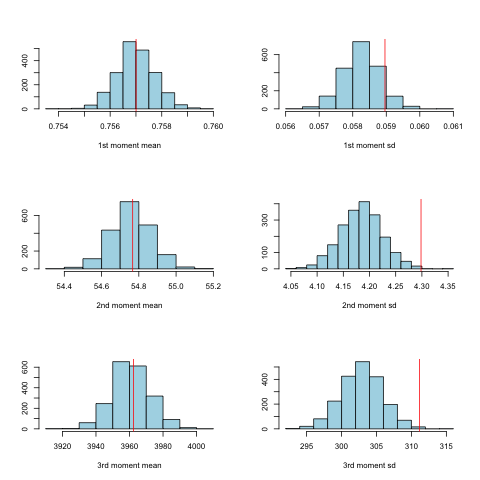 0 200 400
0.754 0.756 0.758 0.760
1st moment mean
0 200 600
0.056 0.057 0.058 0.059 0.060 0.061
1st moment sd
0 200 600
54.4 54.6 54.8 55.0 55.2
2nd moment mean
0 100 300
4.05 4.10 4.15 4.20 4.25 4.30 4.35
2nd moment sd
0 200 400 600
3920 3940 3960 3980 4000
3rd moment mean
0 200 400
295 300 305 310 315
3rd moment sd